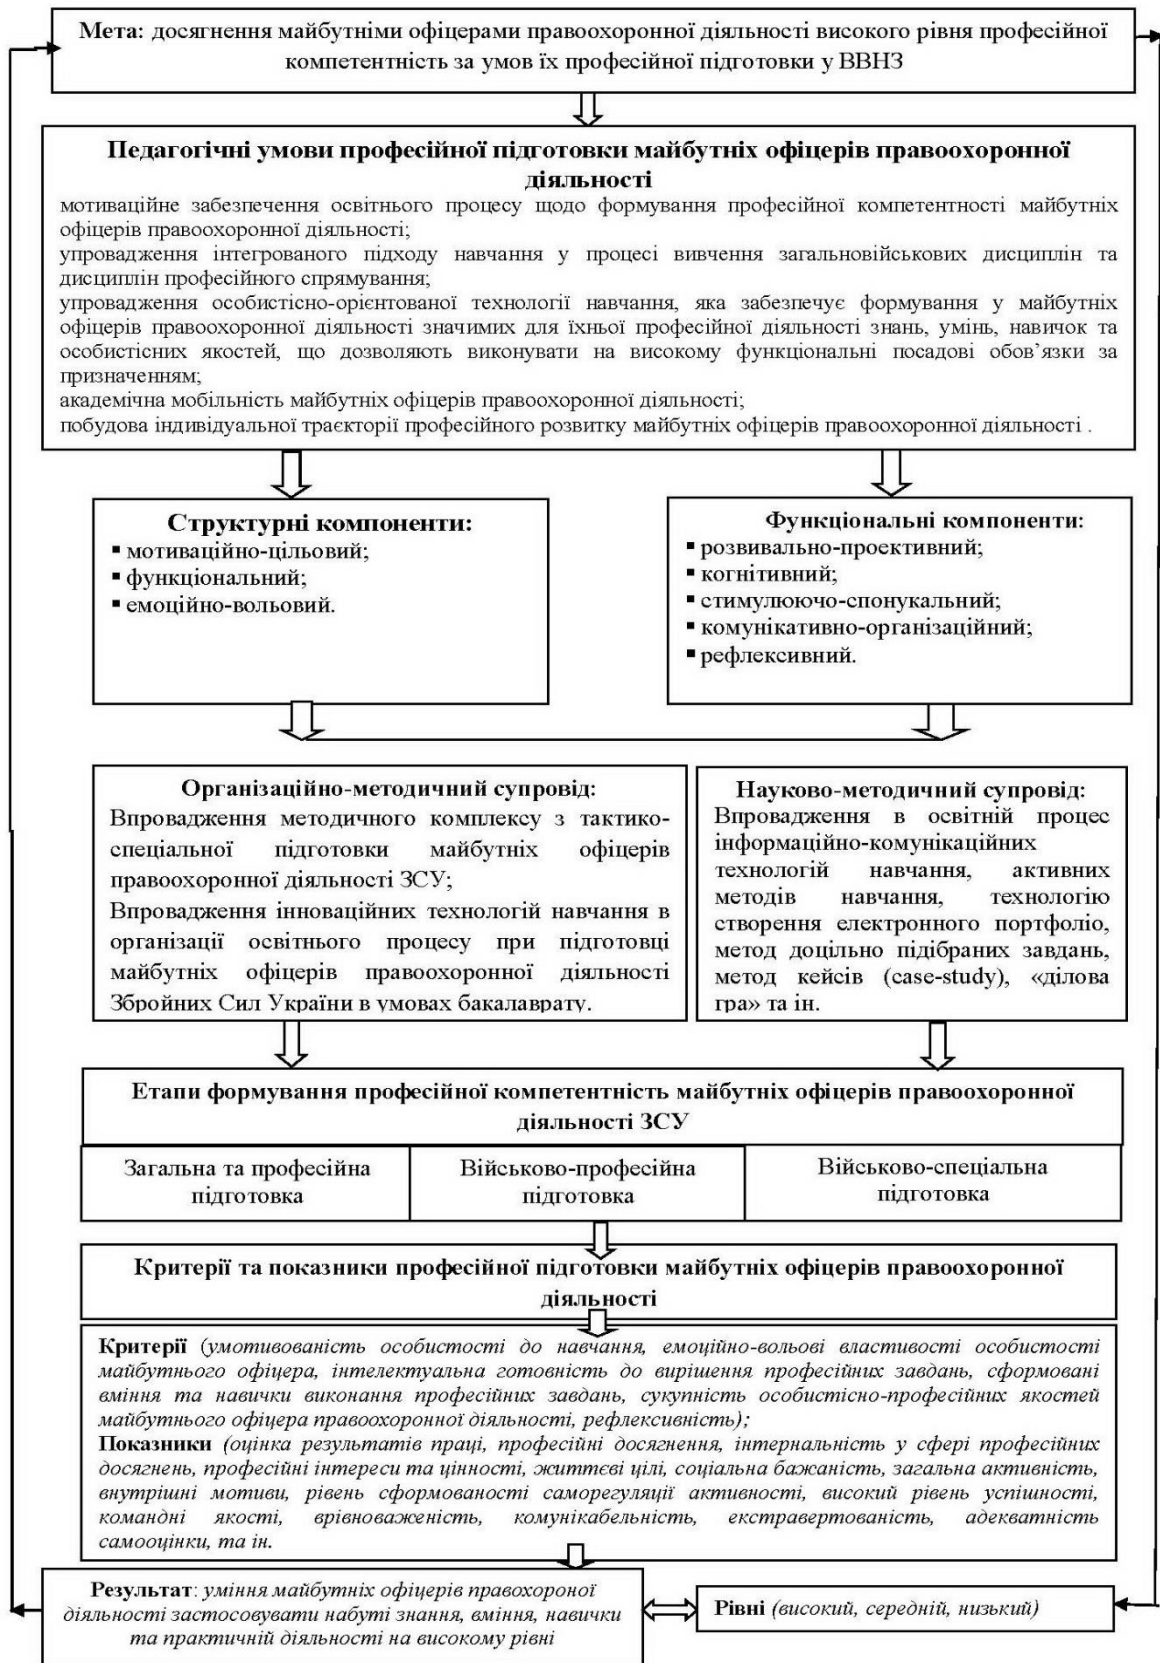 Мета: досягнення майбутніми офіцерами правоохоронної діяльності високого рівня професійної
компетентність за умов їх професійної підготовки у ВВНЗ
Педагогічні умови професійної підготовки майбутніх офіцерів правоохоронної
діяльності
мотиваційне забезпечення освітнього процесу щодо формування професійної компетентності майбутніх
офіцерів правоохоронної діяльності;
упровадження інтегрованого підходу навчання у процесі вивчення загальновійськових дисциплін та
дисциплін професійного спрямування;
упровадження особистісно-орієнтованої технології навчання, яка забезпечує формування у майбутніх
офіцерів правоохоронної діяльності значимих для їхньої професійної діяльності знань, умінь, навичок та
особистісних якостей, що дозволяють виконувати на високому функціональні посадові обов’язки за
призначенням;
академічна мобільність майбутніх офіцерів правоохоронної діяльності;
побудова індивідуальної траєкторії професійного розвитку майбутніх офіцерів правоохоронної діяльності .
Структурні компоненти:
▪ мотиваційно-цільовий;
▪ функціональний;
▪ емоційно-вольовий.
Функціональні компоненти:
▪ розвивально-проективний;
▪ когнітивний;
▪ стимулюючо-спонукальний;
▪ комунікативно-організаційний;
▪ рефлексивний.
Організаційно-методичний супровід:
Впровадження методичного комплексу з тактико-
спеціальної підготовки майбутніх офіцерів
правоохоронної діяльності ЗСУ;
Впровадження інноваційних технологій навчання в
організації освітнього процесу при підготовці
майбутніх офіцерів правоохоронної діяльності
Збройних Сил України в умовах бакалаврату.
Науково-методичний супровід:
Впровадження в освітній процес
інформаційно-комунікаційних
технологій навчання, активних
методів навчання, технологію
створення електронного портфоліо,
метод доцільно підібраних завдань,
метод кейсів (case-study), «ділова
гра» та ін.
Етапи формування професійної компетентність майбутніх офіцерів правоохоронної
діяльності ЗСУ
Загальна та професійна
підготовка
Військово-професійна
підготовка
Військово-спеціальна
підготовка
Критерії та показники професійної підготовки майбутніх офіцерів правоохоронної
діяльності
Критерії (умотивованість особистості до навчання, емоційно-вольові властивості особистості
майбутнього офіцера, інтелектуальна готовність до вирішення професійних завдань, сформовані
вміння та навички виконання професійних завдань, сукупність особистісно-професійних якостей
майбутнього офіцера правоохоронної діяльності, рефлексивність);
Показники (оцінка результатів праці, професійні досягнення, інтернальність у сфері професійних
досягнень, професійні інтереси та цінності, життєві цілі, соціальна бажаність, загальна активність,
внутрішні мотиви, рівень сформованості саморегуляції активності, високий рівень успішності,
командні якості, врівноваженість, комунікабельність, екстравертованість, адекватність
самооцінки, та ін.
Результат: уміння майбутніх офіцерів правохороної
діяльності застосовувати набуті знання, вміння, навички
та практичній діяльності на високому рівні
Рівні (високий, середній, низький)